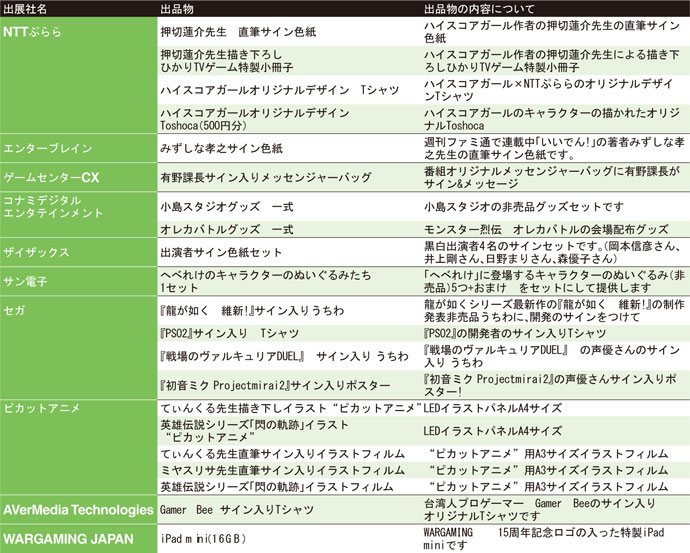 出展社名 出品物 出品物の内容について
NTTぷらら 押切蓮介先生 直筆サイン色紙 ハイスコアガール作者の押切蓮介先生の直筆サイン
色紙
押切蓮介先生描き下ろし ハイスコアガール作者の押切蓮介先生による描き下
ひかりTVゲーム特製小冊子 ろしひかりTVゲーム特製小冊子
ハイスコアガールオリジナルデザイン Tシャツ ハイスコアガール×NTTぷららのオリジナルデザイ
ンTシャツ
ハイスコアガールオリジナルデザイン ハイスコアガールのキャラクターの描かれたオリジ
Toshoca(500円分) ナルToshoca
エンターブレイン みずしな孝之サイン色紙 週刊ファミ通で連載中「いいでん!」の著者みずしな孝
之先生の直筆サイン色紙です。
ゲームセンターCX 有野課長サイン入りメッセンジャーバッグ 番組オリジナルメッセンジャーバッグに有野課長が
サイン&メッセージ
コナミデジタル
エンタテインメント 小島スタジオグッズ 一式 小島スタジオの非売品グッズセットです
オレカバトルグッズ 一式 モンスター烈伝 オレカバトルの会場配布グッズ
ザイザックス 出演者サイン色紙セット 黒白出演者4名のサインセットです。(岡本信彦さん、
井上剛さん、日野まりさん、森優子さん)
サン電子 へべれけのキャラクターのぬいぐるみたち 「へべれけ」に登場するキャラクターのぬいぐるみ(非
1セット 売品)5つ+おまけ をセットにして提供します
セガ 『龍が如く 維新!』サイン入りうちわ 龍が如くシリーズ最新作の『龍が如く 維新!』の制作
発表非売品うちわに、開発のサインをつけて
『PSO2』サイン入り Tシャツ 『PSO2』の開発者のサイン入りTシャツ
『戦場のヴァルキュリアDUEL』 サイン入り うちわ 『戦場のヴァルキュリアDUEL』 の声優さんのサイン
入り うちわ
『初音ミク Projectmirai2』サイン入りポスター 『初音ミク Projectmirai2』の声優さんサイン入りポ
スター!
ピカットアニメ てぃんくる先生描き下しイラスト “ピカットアニメ” LEDイラストパネルA4サイズ
英雄伝説シリーズ「閃の軌跡」イラスト
“ピカットアニメ” LEDイラストパネルA4サイズ
てぃんくる先生直筆サイン入りイラストフィルム “ピカットアニメ” 用A3サイズイラストフィルム
ミヤスリサ先生直筆サイン入りイラストフィルム “ピカットアニメ” 用A3サイズイラストフィルム
英雄伝説シリーズ「閃の軌跡」イラストフィルム “ピカットアニメ” 用A3サイズイラストフィルム
AVerMedia Technologies Gamer Bee サイン入りTシャツ 台湾人プロゲーマー Gamer Beeのサイン入り
オリジナルTシャツです
WARGAMING JAPAN iPad mini(16GB) WARGAMING 15周年記念ロゴの入った特製iPad
miniです